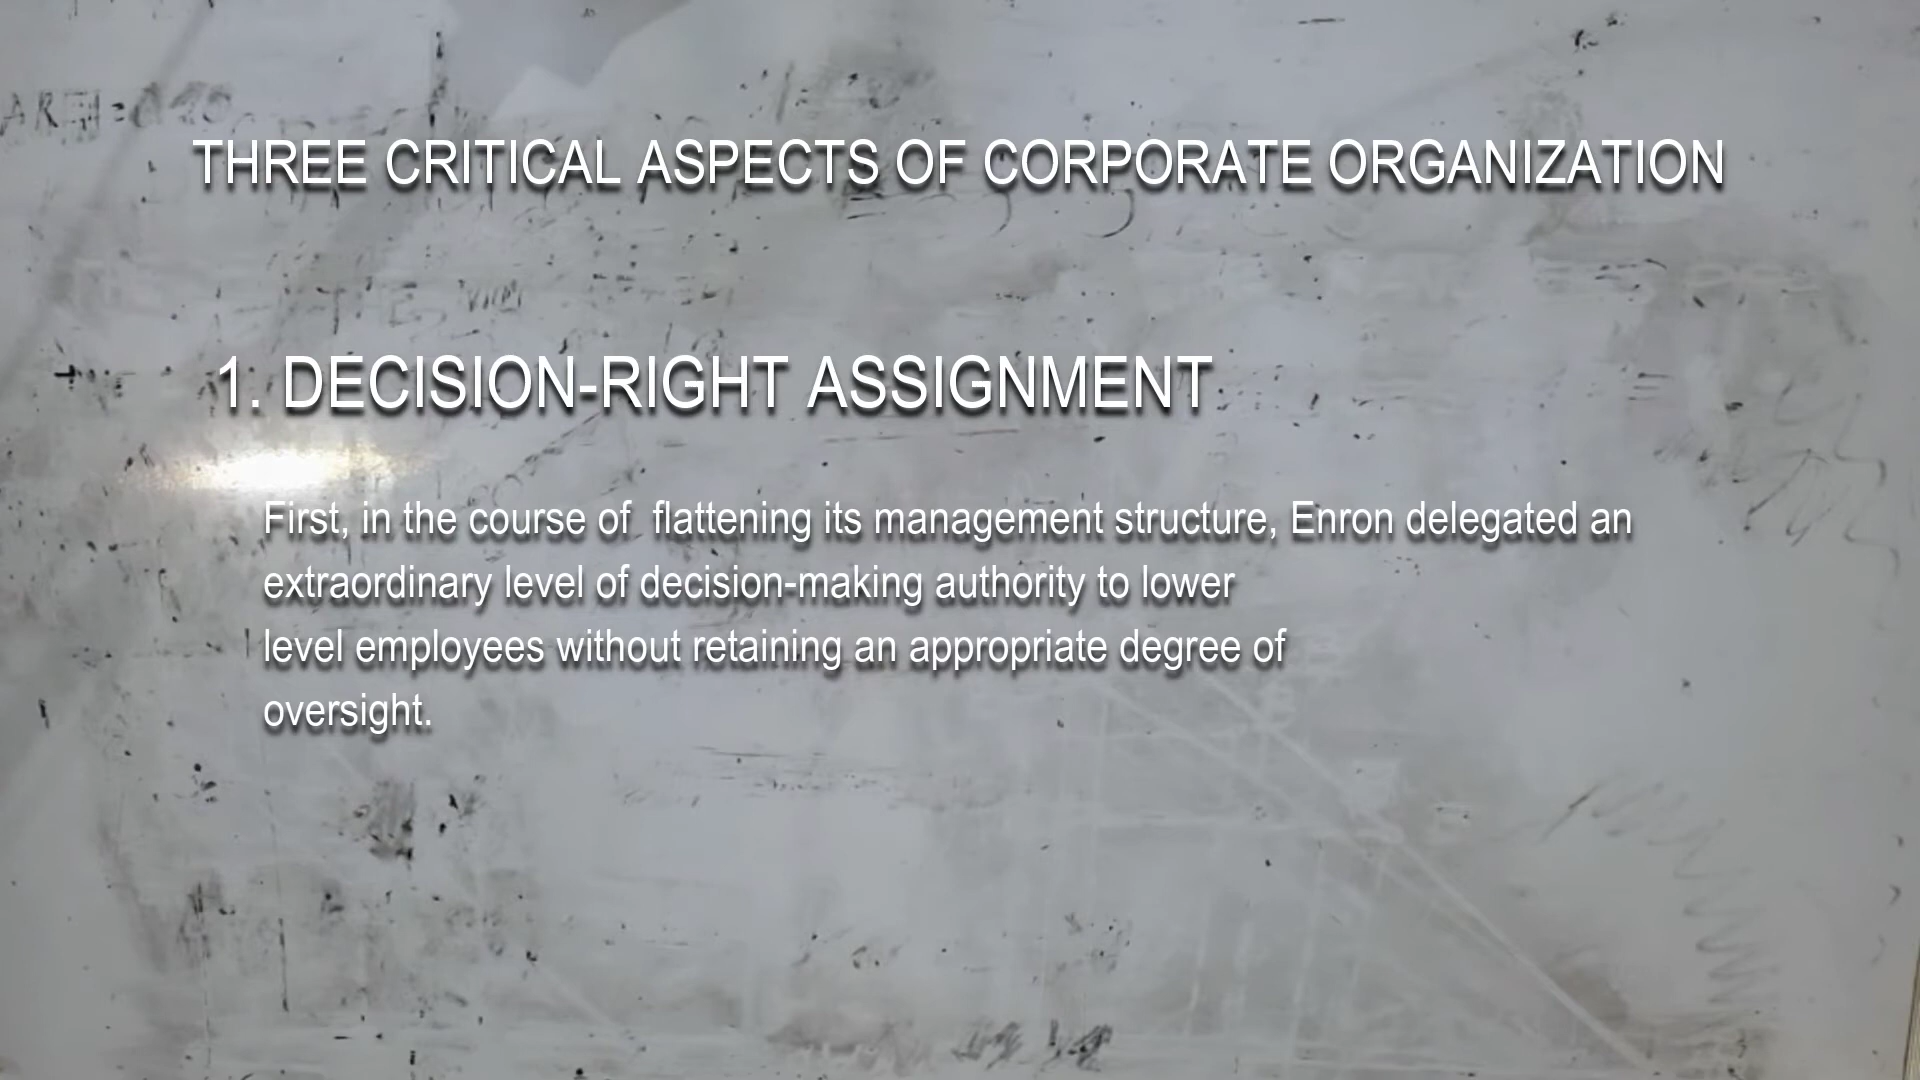 THREE CRITICAL ASPECTS OF CORPORATE ORGANIZATION
1. DECISION-RIGHT ASSIGNMENT
First, in the course of flattening its management structure, Enron delegated an
extraordinary level of decision-making authority to lower
level employees without retaining an appropriate degree of
oversight.